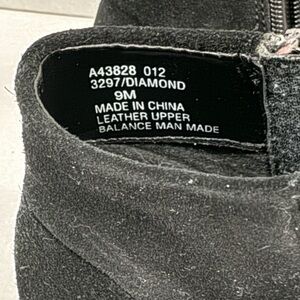 A43828 012
3297/DIAMOND
9M
MADE IN CHINA
LEATHER UPPER
BALANCE MAN MADE